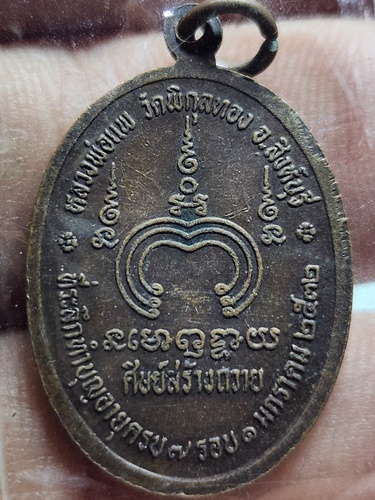 หลวงพ่อแพ วัดพิกุลทอง จ.สิงห์บุรี
ศิษย์สร้างถวาย
ที่ระลึกทำบุญอายุครบ ๗ รอบ ๑ มกราคม ๒๕๓๒